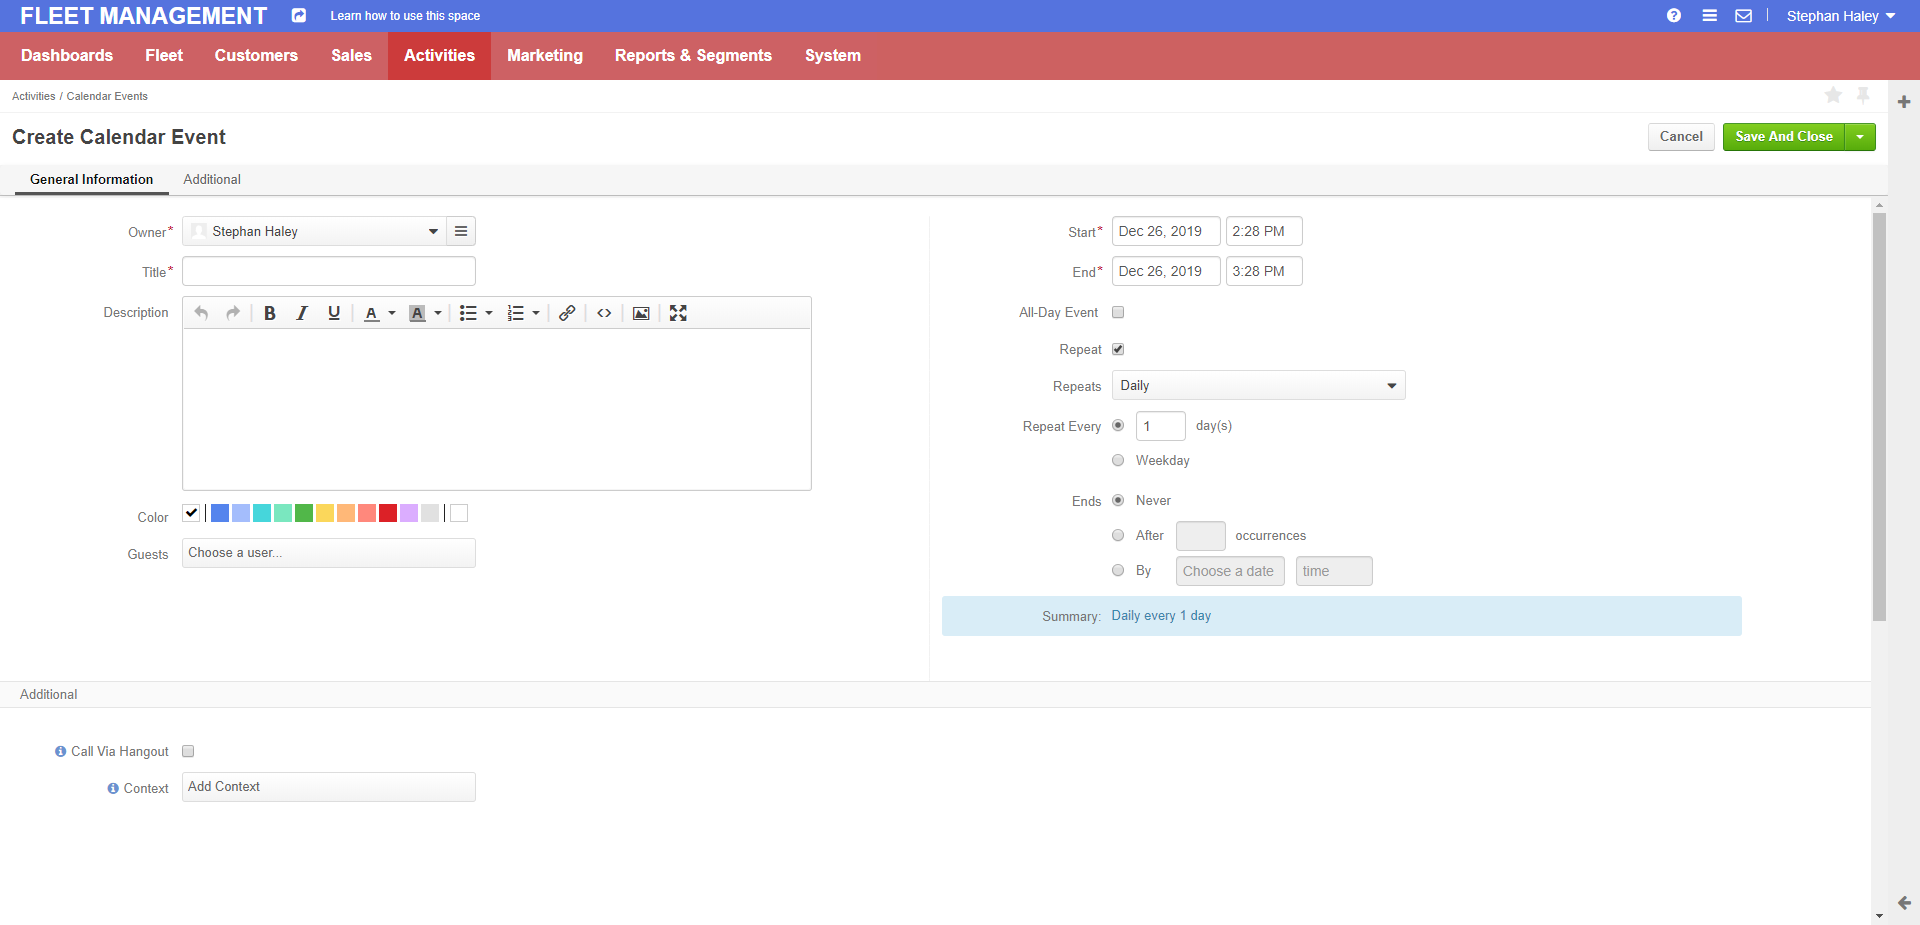 FLEET MANAGEMENT Learn how to use this space Stephan Haley
Dashboards Fleet Customers Sales Activities Marketing Reports & Segments System
Activities / Calendar Events
Create Calendar Event Cancel Save And Close
General Information Additional
Owner* Stephan Haley
Title*
Description B I U A A
Color
Guests Choose a user...
Start* Dec 26, 2019 2:28 PM
End* Dec 26, 2019 3:28 PM
All-Day Event
Repeat
Repeats Daily
Repeat Every 1 day(s)
Weekday
Ends Never
After occurrences
By Choose a date time
Summary: Daily every 1 day
Additional
Call Via Hangout
Context Add Context